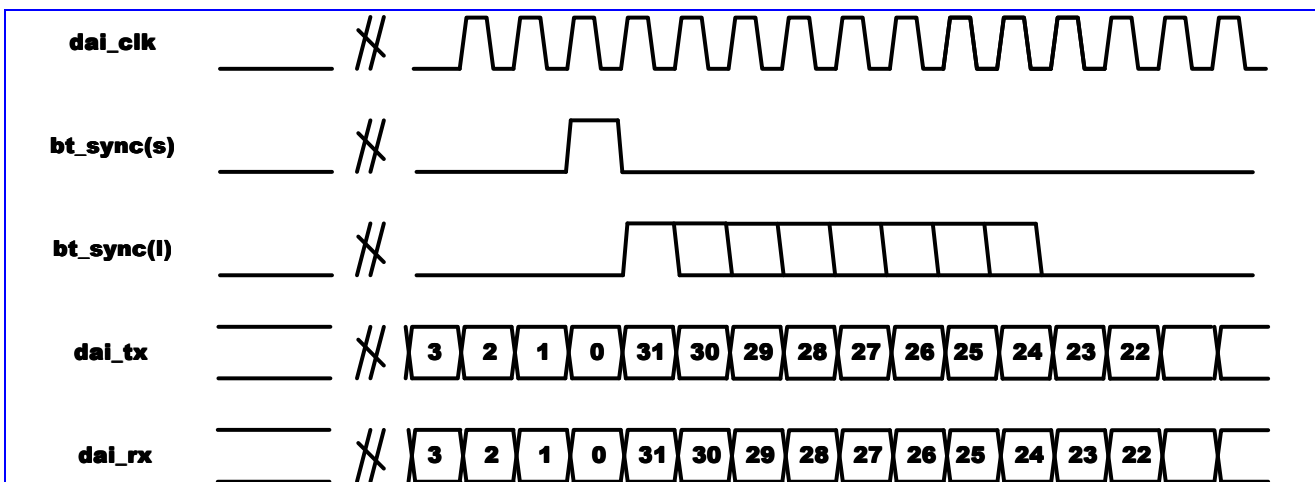 dai_clk
bt_sync(s)
bt_sync(l)
dai_tx 3 2 1 0 31 30 29 28 27 26 25 24 23 22
dai_rx 3 2 1 0 31 30 29 28 27 26 25 24 23 22